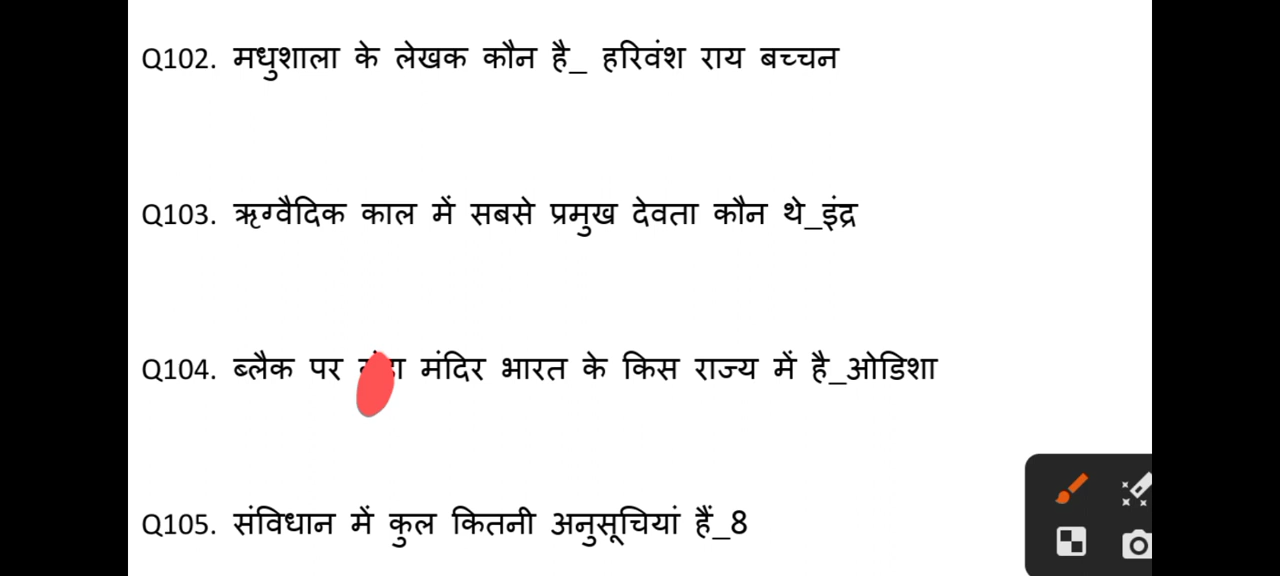 Q102. मधुशाला के लेखक कौन है_ हरिवंश राय बच्चन
Q103. ऋग्वैदिक काल में सबसे प्रमुख देवता कौन थे_इंद्र
Q104. ब्लैक पर मंदिर भारत के किस राज्य में है_ओडिशा
Q105. संविधान में कुल कितनी अनुसूचियां हैं_8